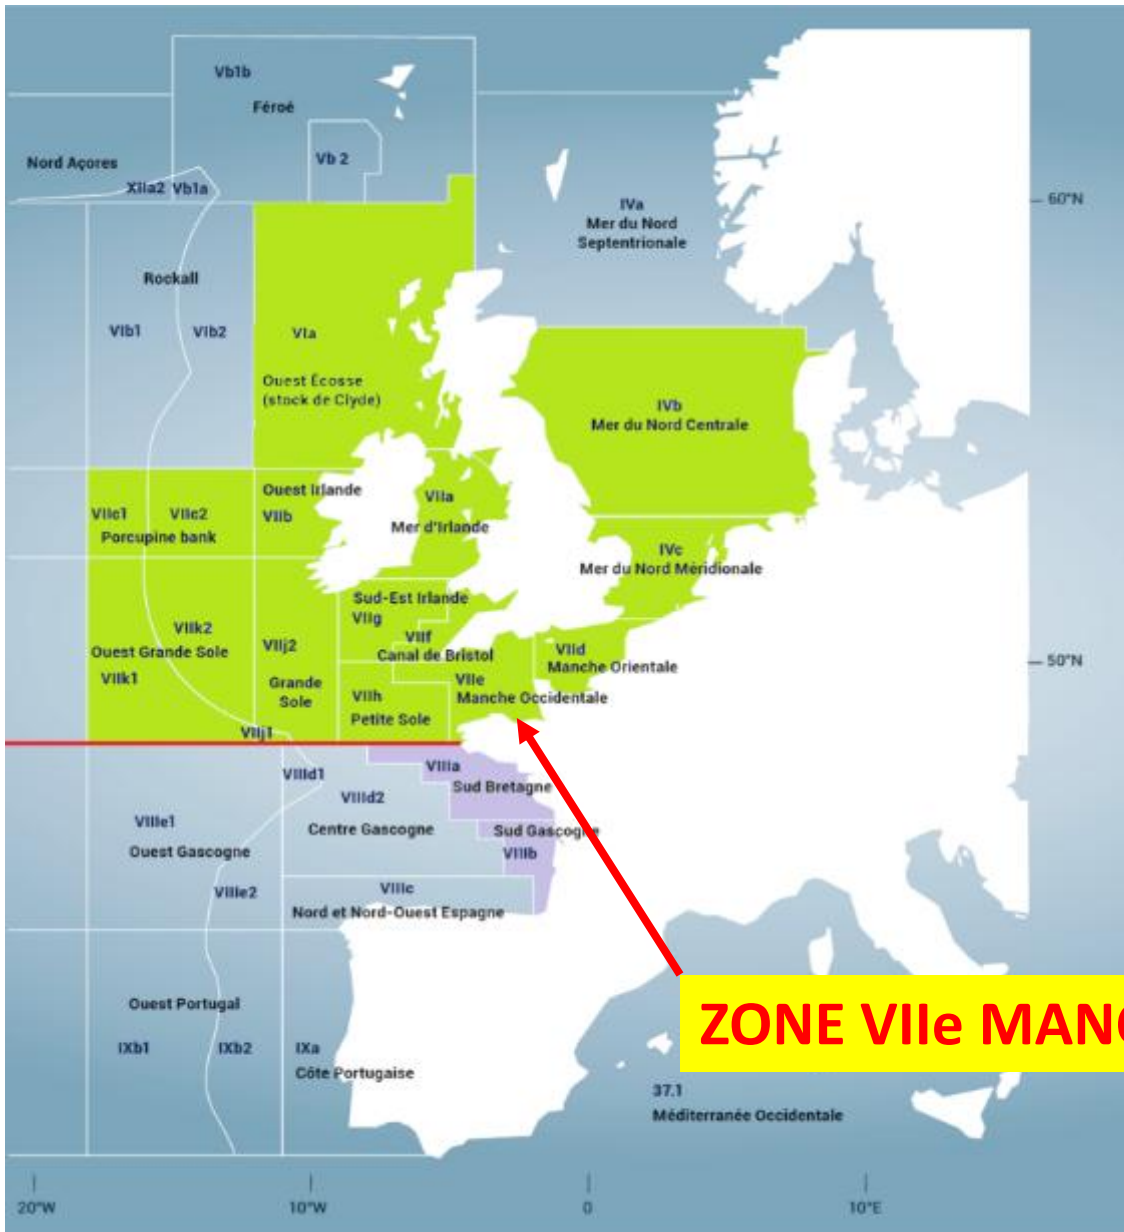 Vb1b
Féroé
Vb 2
Nord Açores
XIIa2 Vb1a
60°N
IVa
Mer du Nord
Septentrionale
Rockall
VIb1
VIb2
VIa
Ouest Écosse
(stock de Clyde)
IVb
Mer du Nord Centrale
Ouest Irlande
VIIb
VIIa
Mer d'Irlande
VIIc1
VIIc2
Porcupine bank
IVc
Mer du Nord Méridionale
Sud-Est Irlande
VIIg
VIIf
Canal de Bristol
VIIk2
Ouest Grande Sole
VIIk1
VIIj2
Grande
Sole
VIId
Manche Orientale
50°N
VIIe
Manche Occidentale
VIIh
Petite Sole
VIIj1
VIIIa
Sud Bretagne
VIIId1
VIIId2
Centre Gascogne
VIIIe1
Ouest Gascogne
Sud Gascogne
VIIIb
VIIIe2
VIIIc
Nord et Nord-Ouest Espagne
Ouest Portugal
IXb1
IXb2
IXa
Côte Portugaise
ZONE VIIe MAN
37.1
Méditerranée Occidentale
20°W
10°W
0
10°E